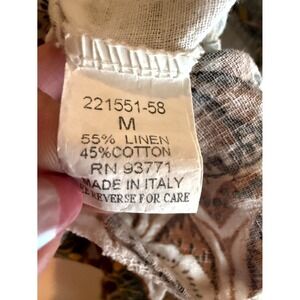 221551-58
M
55% LINEN
45%COTTON
RN 93771
MADE IN ITALY
REVERSE FOR CARE